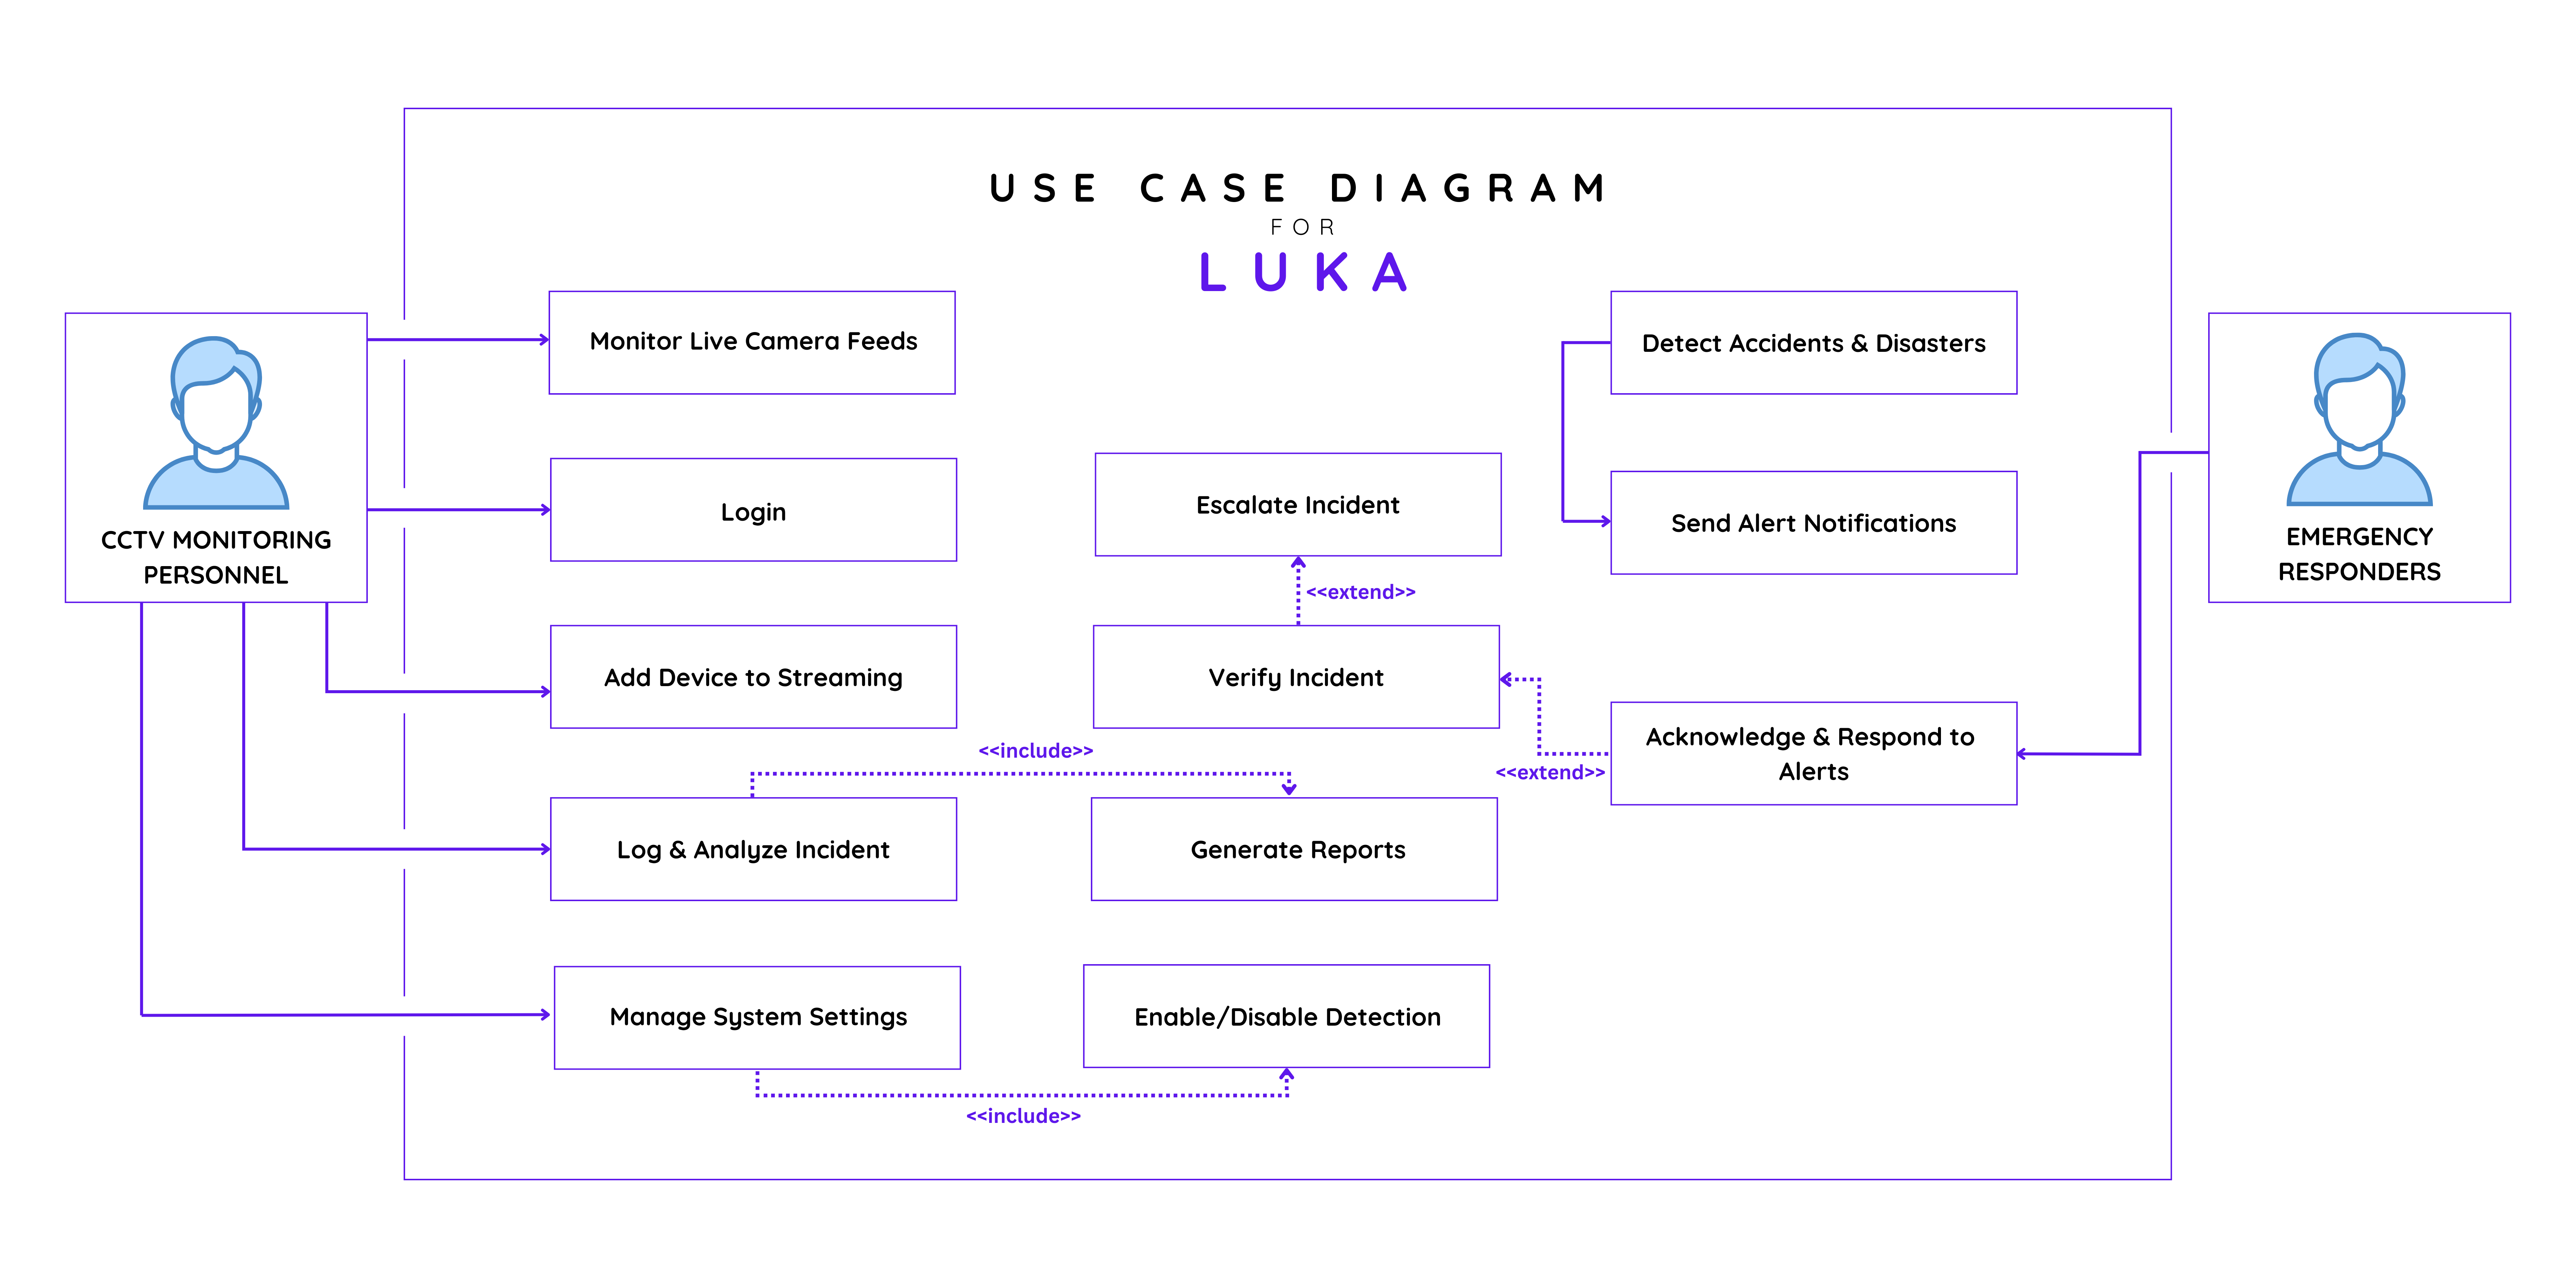 USE CASE DIAGRAM
FOR
LUKA
Monitor Live Camera Feeds
Detect Accidents & Disasters
CCTV MONITORING
PERSONNEL
Login
Escalate Incident
Send Alert Notifications
EMERGENCY
RESPONDERS
<<extend>>
Add Device to Streaming
Verify Incident
Acknowledge & Respond to
Alerts
<<include>>
<<extend>>
Log & Analyze Incident
Generate Reports
Manage System Settings
Enable/Disable Detection
<<include>>